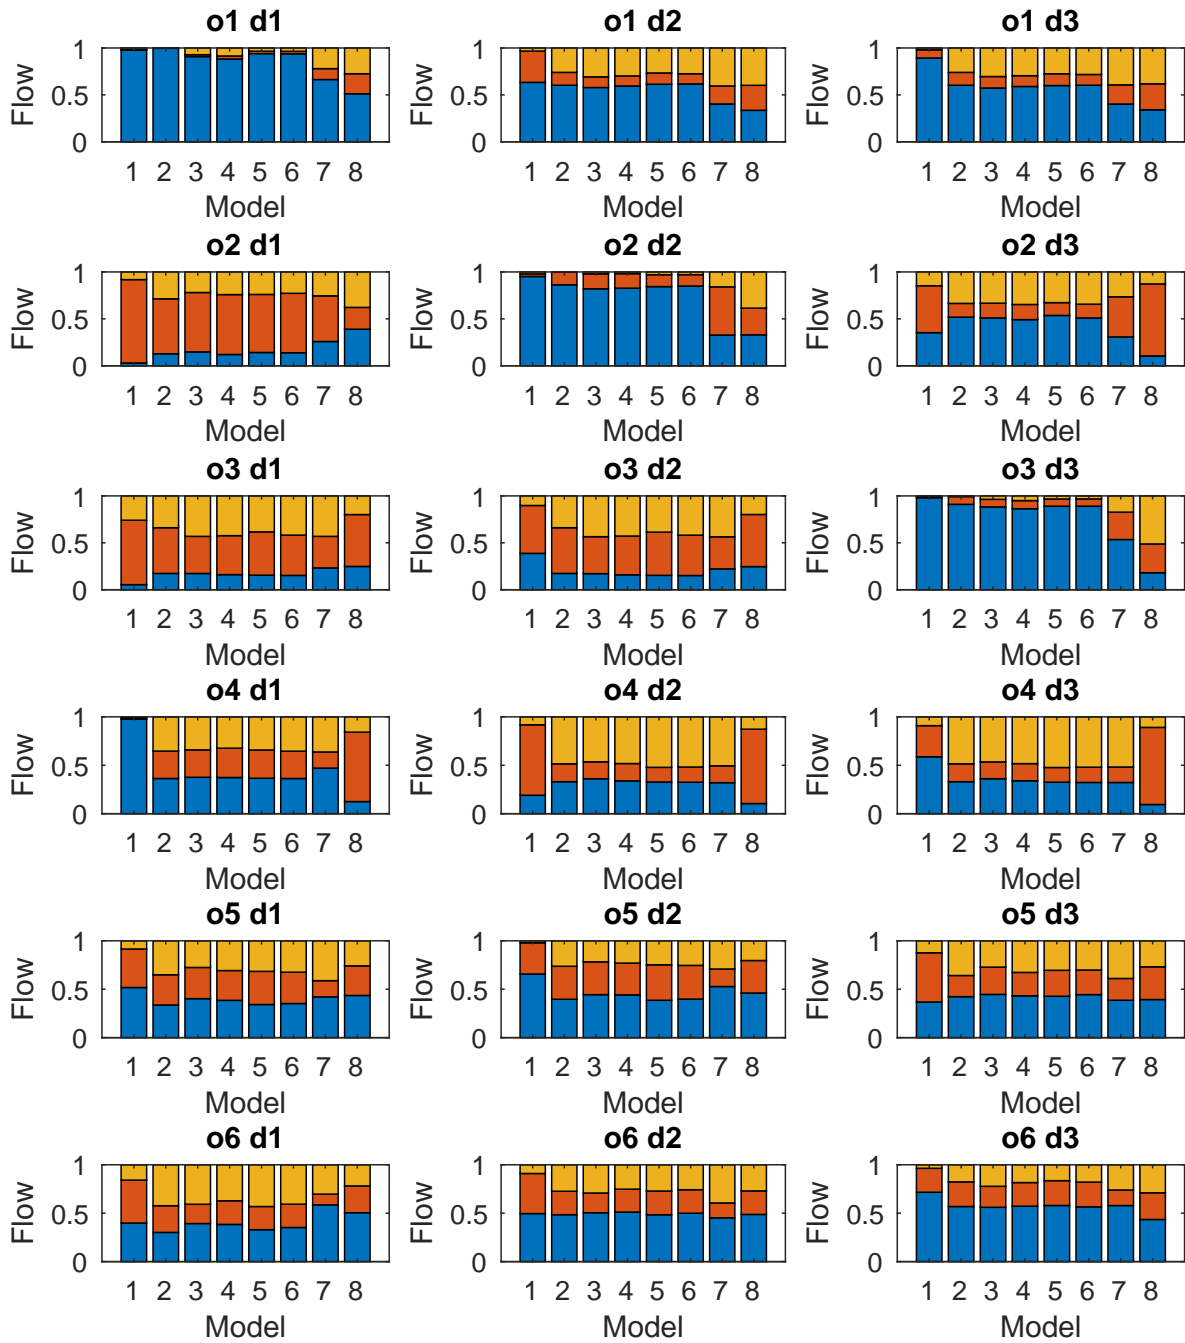 o1 d1 o1 d2 o1 d3
1 1 1
Flow 0.5 Flow 0.5 Flow 0.5
0 0 0
1 2 3 4 5 6 7 8 1 2 3 4 5 6 7 8 1 2 3 4 5 6 7 8
Model Model Model
o2 d1 o2 d2 o2 d3
1 1 1
Flow 0.5 Flow 0.5 Flow 0.5
0 0 0
1 2 3 4 5 6 7 8 1 2 3 4 5 6 7 8 1 2 3 4 5 6 7 8
Model Model Model
o3 d1 o3 d2 o3 d3
1 1 1
Flow 0.5 Flow 0.5 Flow 0.5
0 0 0
1 2 3 4 5 6 7 8 1 2 3 4 5 6 7 8 1 2 3 4 5 6 7 8
Model Model Model
o4 d1 o4 d2 o4 d3
1 1 1
Flow 0.5 Flow 0.5 Flow 0.5
0 0 0
1 2 3 4 5 6 7 8 1 2 3 4 5 6 7 8 1 2 3 4 5 6 7 8
Model Model Model
o5 d1 o5 d2 o5 d3
1 1 1
Flow 0.5 Flow 0.5 Flow 0.5
0 0 0
1 2 3 4 5 6 7 8 1 2 3 4 5 6 7 8 1 2 3 4 5 6 7 8
Model Model Model
o6 d1 o6 d2 o6 d3
1 1 1
Flow 0.5 Flow 0.5 Flow 0.5
0 0 0
1 2 3 4 5 6 7 8 1 2 3 4 5 6 7 8 1 2 3 4 5 6 7 8
Model Model Model